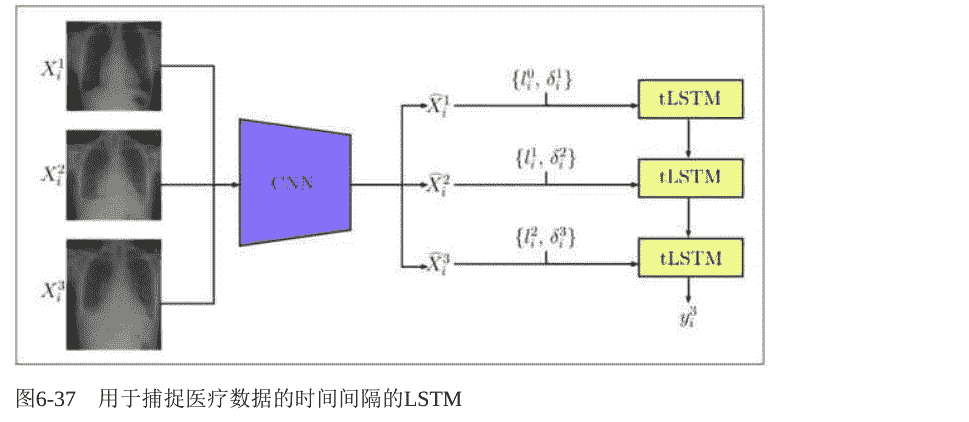 X_i^1
X_i^2
X_i^3
CNN
X̂_i^1
X̂_i^2
X̂_i^3
{l_i^0, δ_i^1}
{l_i^1, δ_i^2}
{l_i^2, δ_i^3}
tLSTM
tLSTM
tLSTM
y_i^3
图6-37 用于捕捉医疗数据的时间间隔的LSTM